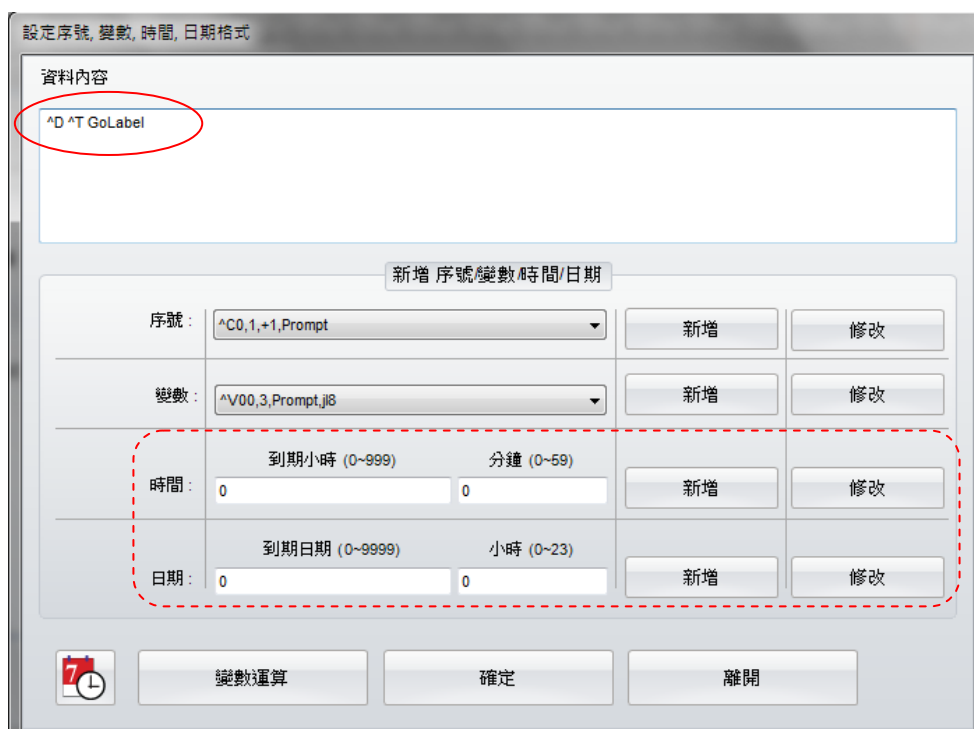 設定序號, 變數, 時間, 日期格式
資料內容
^D ^T GoLabel
新增 序號/變數/時間/日期
序號 : ^C0,1,+1,Prompt 新增 修改
變數 : ^V00,3,Prompt,jl8 新增 修改
到期小時 (0~999) 分鐘 (0~59)
時間 : 0 0 新增 修改
到期日期 (0~9999) 小時 (0~23)
日期 : 0 0 新增 修改
7 變數運算 確定 離開